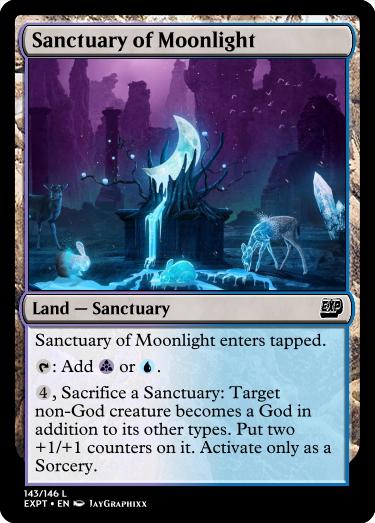 Sanctuary of Moonlight
Land — Sanctuary
EXP
Sanctuary of Moonlight enters tapped.
: Add or .
4, Sacrifice a Sanctuary: Target
non-God creature becomes a God in
addition to its other types. Put two
+1/+1 counters on it. Activate only as a
Sorcery.
143/146 L
EXPT • EN JayGraphixx